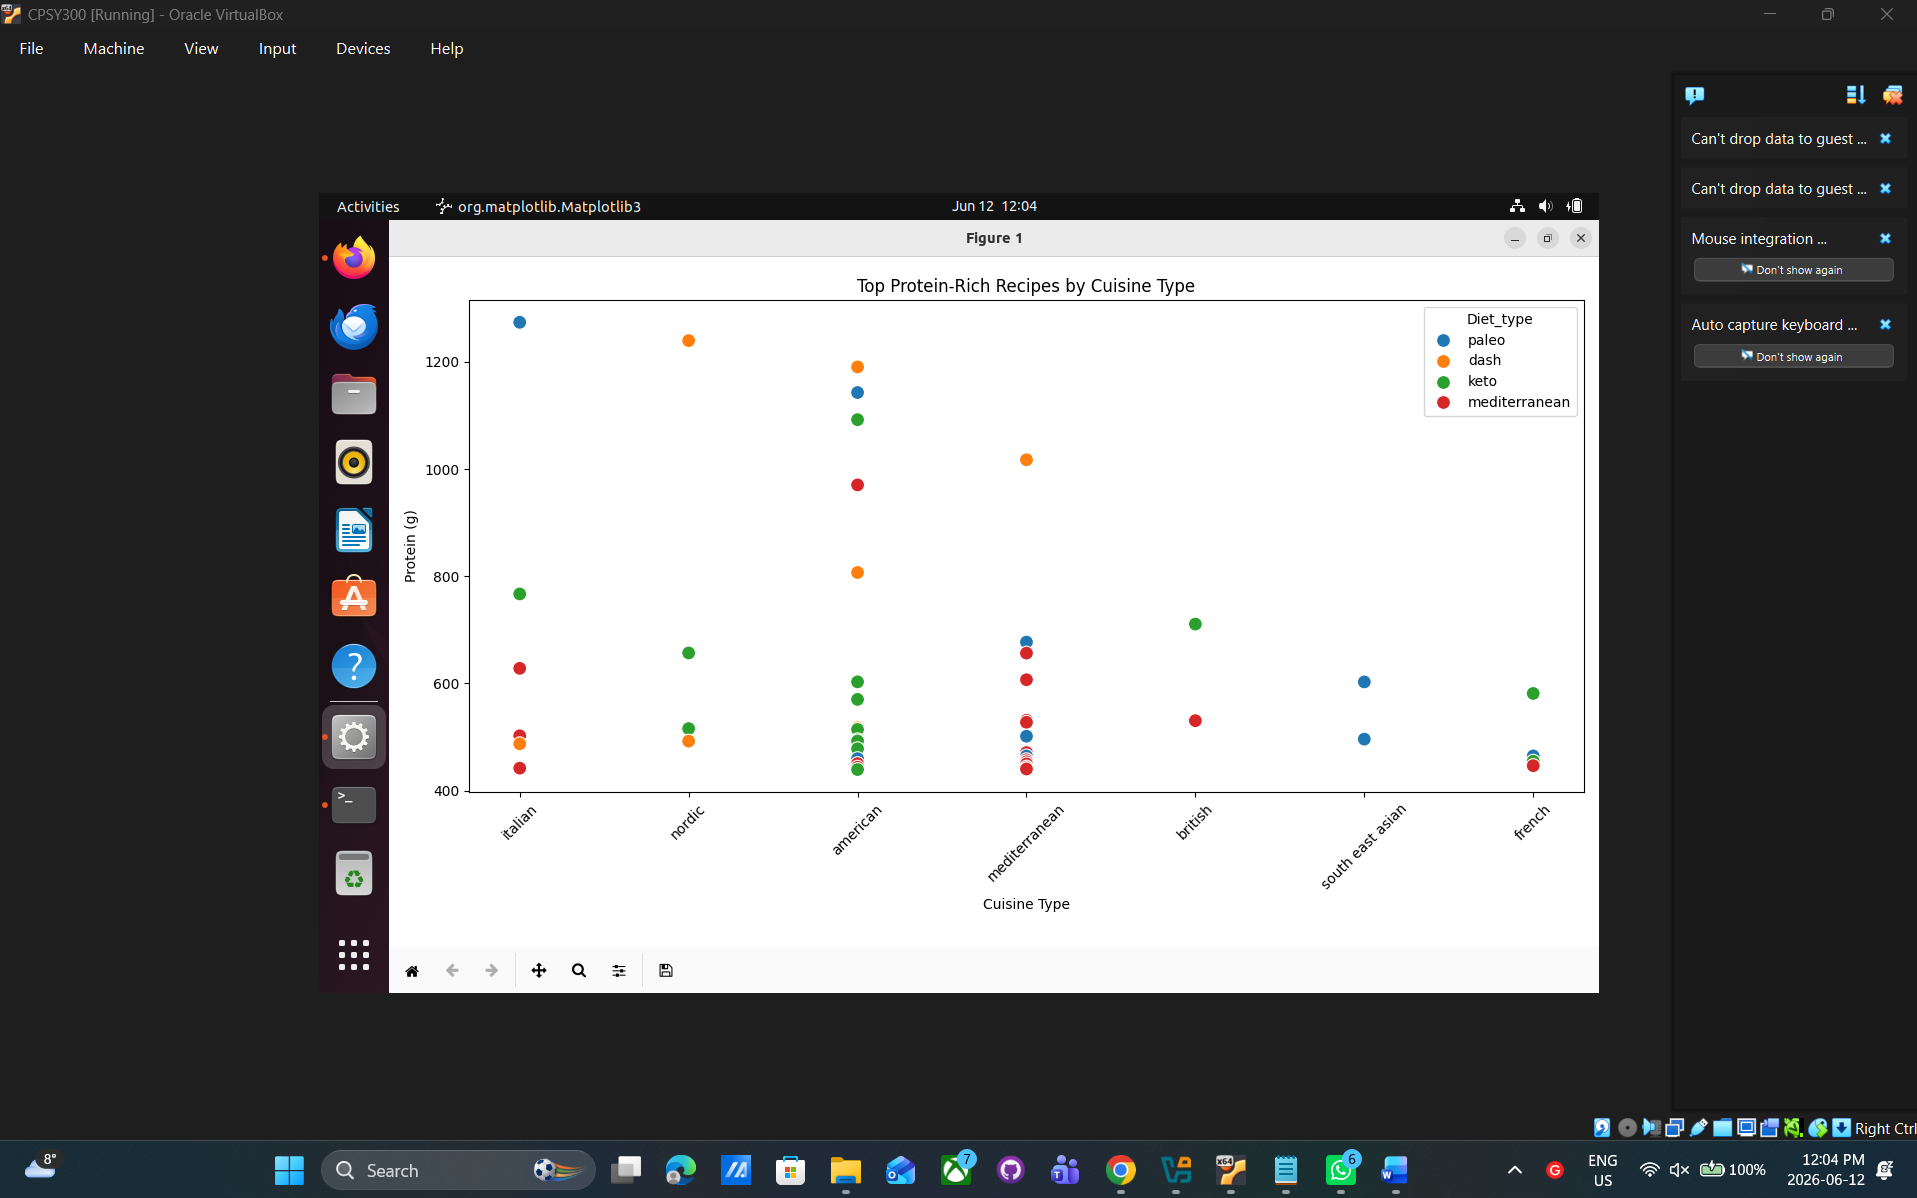 CPSY300 [Running] - Oracle VirtualBox
File Machine View Input Devices Help
Can't drop data to guest ...
Can't drop data to guest ...
Mouse integration ...
Don't show again
Auto capture keyboard ...
Don't show again
Activities org.matplotlib.Matplotlib3 Jun 12 12:04
Figure 1
Top Protein-Rich Recipes by Cuisine Type
Diet_type
paleo
dash
keto
mediterranean
Protein (g)
1200
1000
800
600
400
italian
nordic
american
mediterranean
british
south east asian
french
Cuisine Type
Right Ctrl
8°
Search
7
6
ENG
US
100%
12:04 PM
2026-06-12